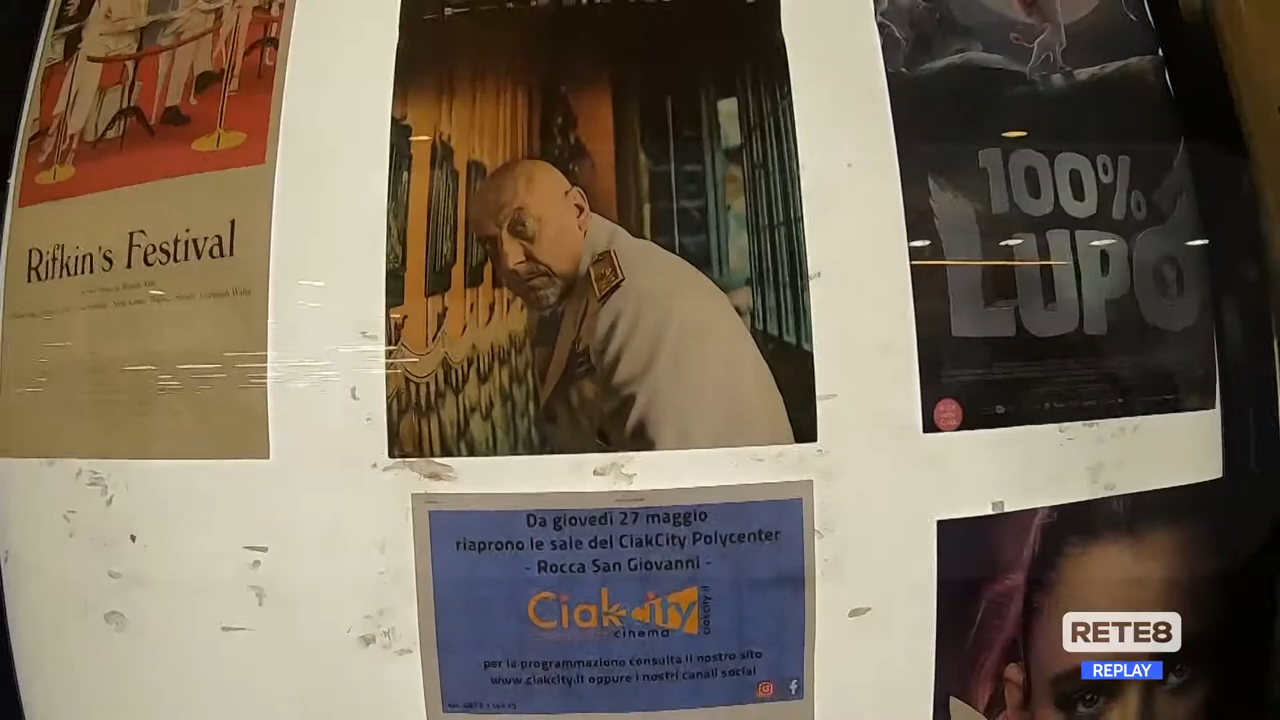 Rifkin's Festival
100%
LUPO
Da giovedì 27 maggio
riaprono le sale del CiakCity Polycenter
- Rocca San Giovanni -
Ciakcity
cinema
ciakcity.it
per la programmazione consulta il nostro sito
www.ciakcity.it oppure i nostri canali social
RETE8
REPLAY